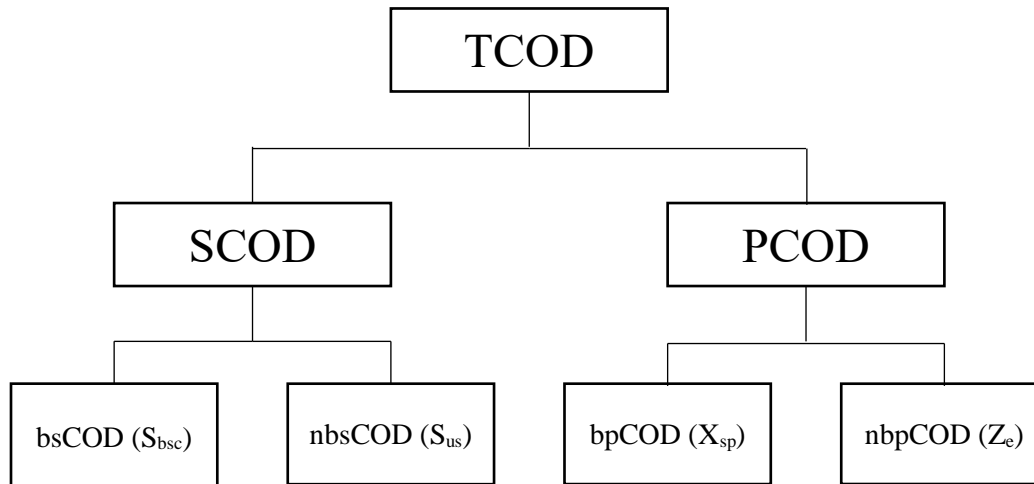 TCOD
SCOD
PCOD
bsCOD (Sbsc)
nbsCOD (Sus)
bpCOD (Xsp)
nbpCOD (Ze)